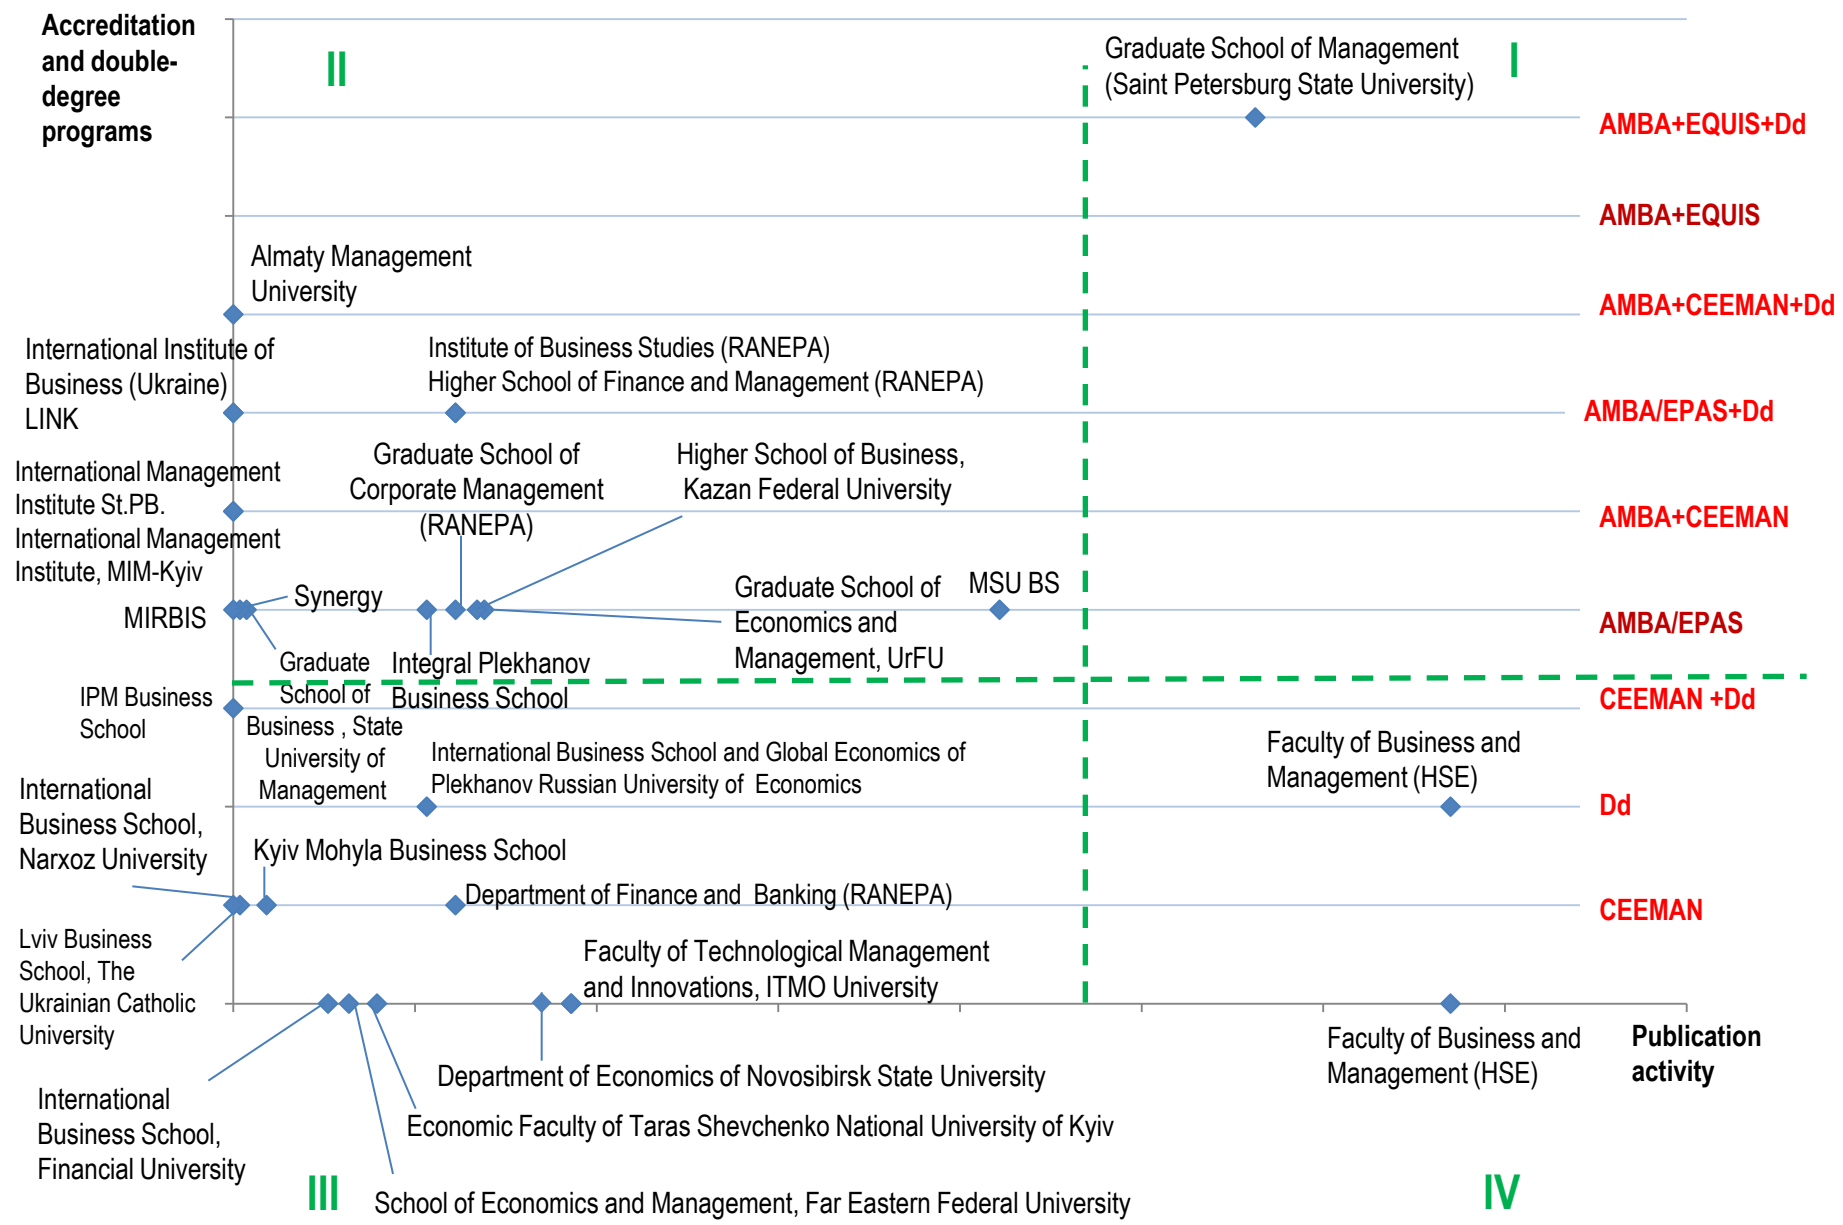 Accreditation
and double-
degree
programs
II
Graduate School of Management
(Saint Petersburg State University)
I
AMBA+EQUIS+Dd
AMBA+EQUIS
Almaty Management
University
AMBA+CEEMAN+Dd
International Institute of
Business (Ukraine)
LINK
Institute of Business Studies (RANEPA)
Higher School of Finance and Management (RANEPA)
AMBA/EPAS+Dd
International Management
Institute St.PB.
International Management
Institute, MIM-Kyiv
Graduate School of
Corporate Management
(RANEPA)
Higher School of Business,
Kazan Federal University
AMBA+CEEMAN
MIRBIS
Synergy
Graduate School of
Economics and
Management, UrFU
MSU BS
AMBA/EPAS
Graduate
School of
Business , State
University of
Management
Integral Plekhanov
Business School
IPM Business
School
CEEMAN +Dd
International Business School and Global Economics of
Plekhanov Russian University of Economics
Faculty of Business and
Management (HSE)
Dd
International
Business School,
Narxoz University
Kyiv Mohyla Business School
Department of Finance and Banking (RANEPA)
CEEMAN
Lviv Business
School, The
Ukrainian Catholic
University
Faculty of Technological Management
and Innovations, ITMO University
Faculty of Business and
Management (HSE)
Publication
activity
International
Business School,
Financial University
Department of Economics of Novosibirsk State University
Economic Faculty of Taras Shevchenko National University of Kyiv
III
School of Economics and Management, Far Eastern Federal University
IV